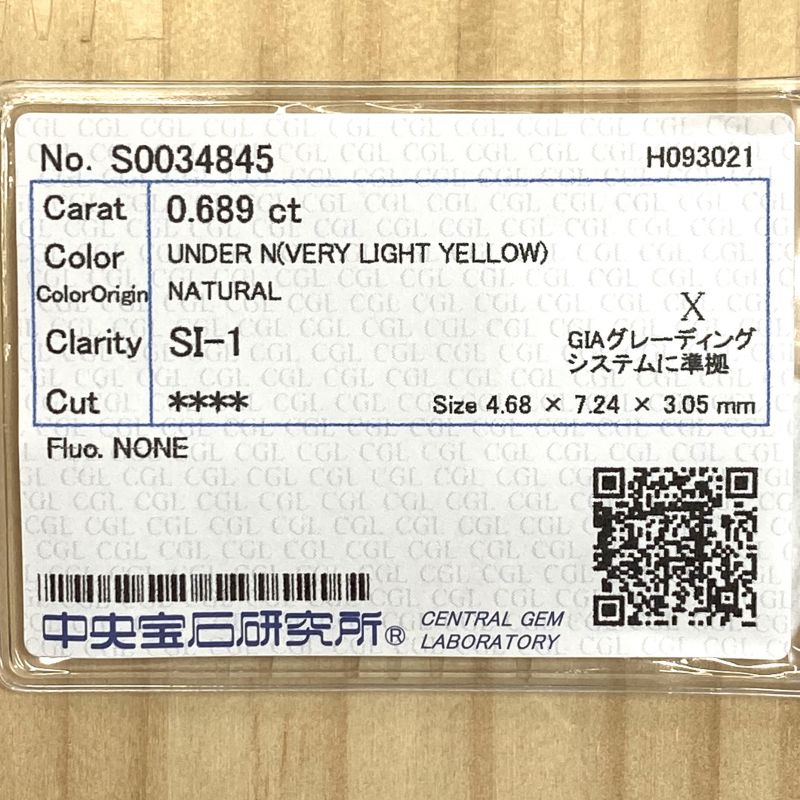 No. S0034845
H093021
Carat 0.689 ct
Color UNDER N(VERY LIGHT YELLOW)
ColorOrigin NATURAL
X
Clarity SI-1
GIAグレーディング
システムに準拠
Cut ****
Size 4.68 × 7.24 × 3.05 mm
Fluo. NONE
中央宝石研究所® CENTRAL GEM
LABORATORY